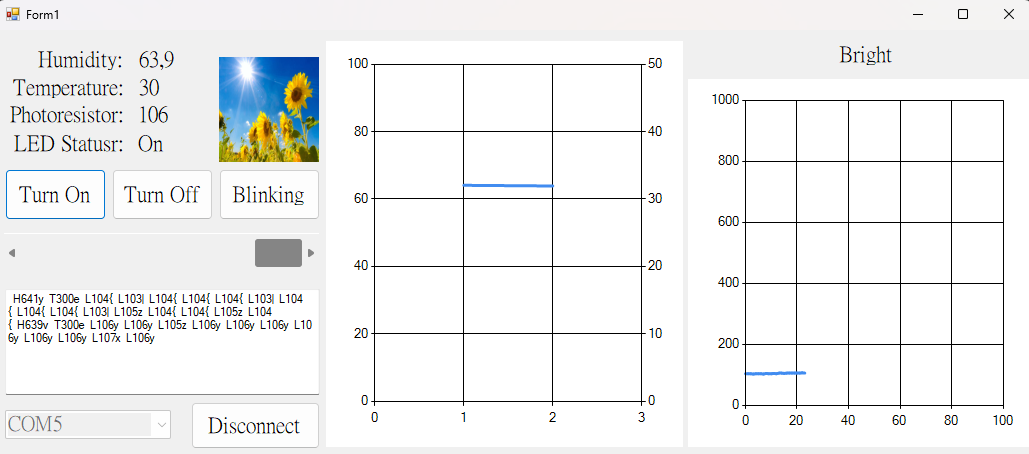 Form1
Humidity: 63,9
Temperature: 30
Photoresistor: 106
LED Statusr: On
Turn On Turn Off Blinking
H641y T300e L104{ L103| L104{ L104{ L104{ L103| L104
{ L104{ L104{ L103| L105z L104{ L104{ L105z L104
{ H639v T300e L106y L106y L105z L106y L106y L106y L10
6y L106y L106y L107x L106y
COM5 Disconnect
100 50
80 40
60 30
40 20
20 10
0 0
0 1 2 3
Bright
1000
800
600
400
200
0
0 20 40 60 80 100